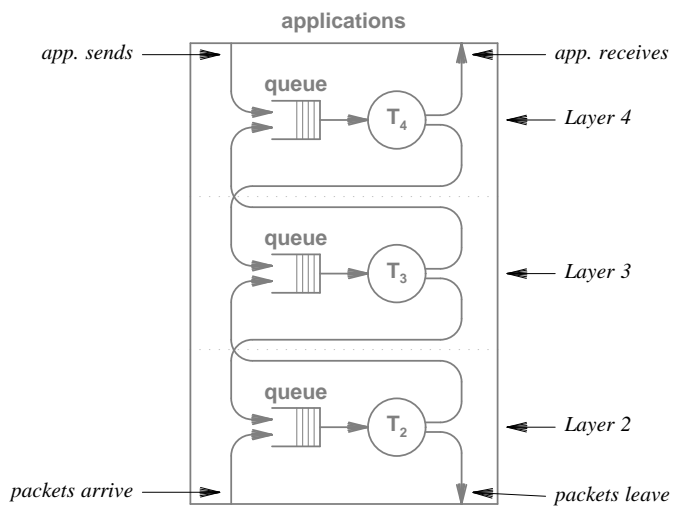 applications
app. sends
app. receives
queue
T4
Layer 4
queue
T3
Layer 3
queue
T2
Layer 2
packets arrive
packets leave